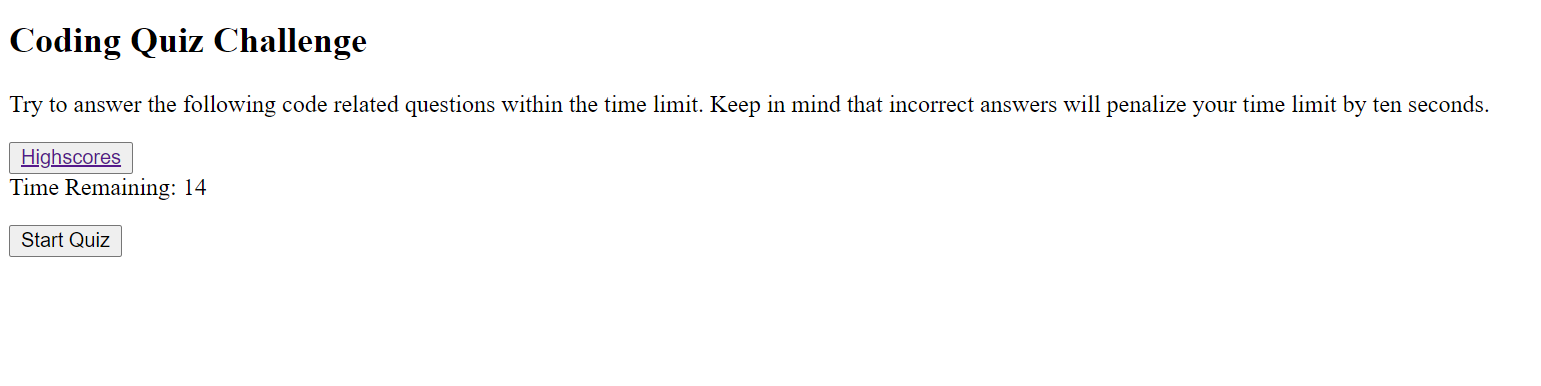 Coding Quiz Challenge
Try to answer the following code related questions within the time limit. Keep in mind that incorrect answers will penalize your time limit by ten seconds.
Highscores
Time Remaining: 14
Start Quiz